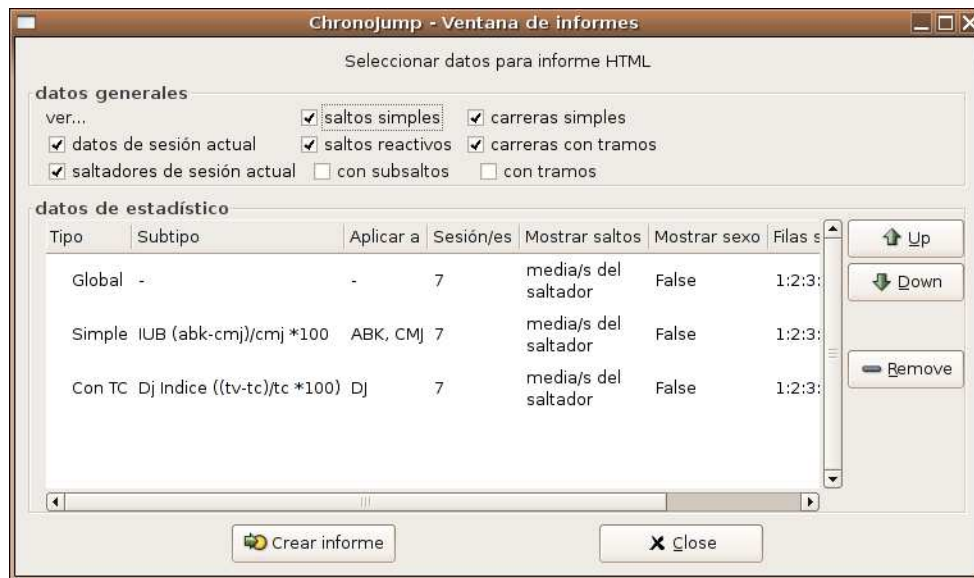 ChronoJump - Ventana de informes
Seleccionar datos para informe HTML
datos generales
ver... saltos simples carreras simples
datos de sesión actual saltos reactivos carreras con tramos
saltadores de sesión actual con subsaltos con tramos
datos de estadístico
Tipo Subtipo Aplicar a Sesión/es Mostrar saltos Mostrar sexo Filas s
Up
Global - - 7 media/s del saltador False 1:2:3:
Down
Simple IUB (abk-cmj)/cmj *100 ABK, CMJ 7 media/s del saltador False 1:2:3:
Remove
Con TC Dj Indice ((tv-tc)/tc *100) DJ 7 media/s del saltador False 1:2:3:
Crear informe Close